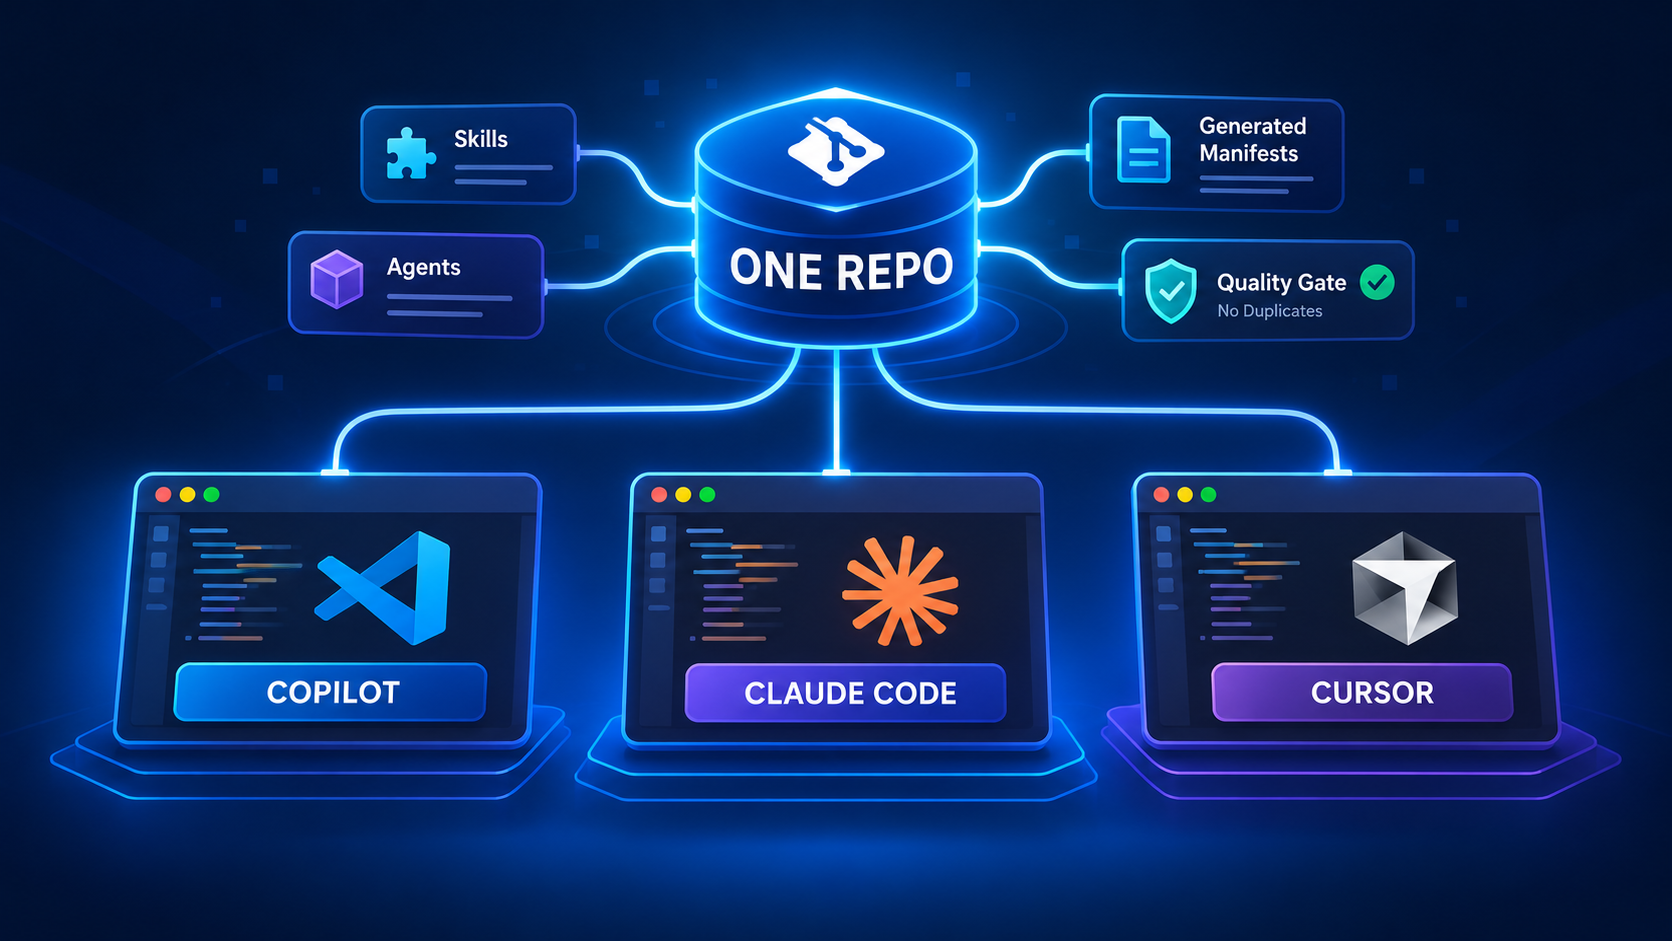 Skills
Agents
ONE REPO
Generated
Manifests
Quality Gate
No Duplicates
COPILOT
CLAUDE CODE
CURSOR